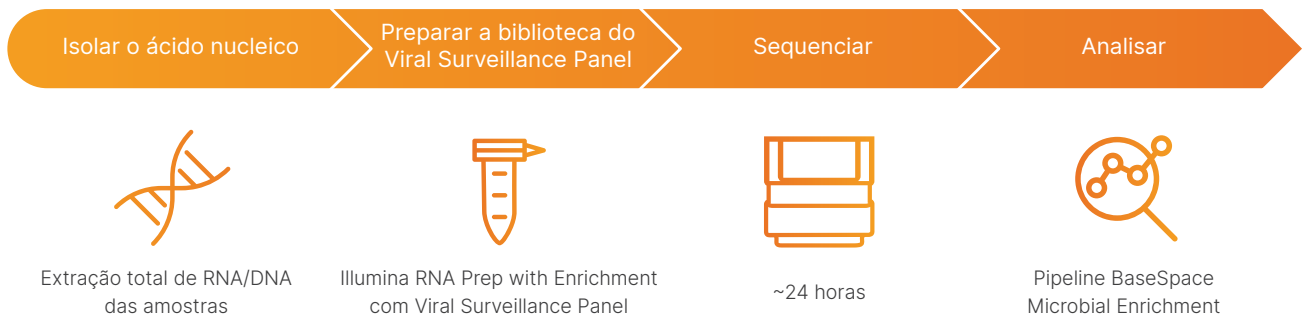 Isolar o ácido nucleico
Preparar a biblioteca do
Viral Surveillance Panel
Sequenciar
Analisar
Extração total de RNA/DNA
das amostras
Illumina RNA Prep with Enrichment
com Viral Surveillance Panel
~24 horas
Pipeline BaseSpace
Microbial Enrichment